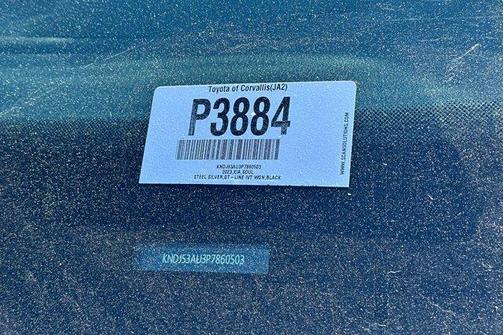 Toyota of Corvallis(JA2)
P3884
KNDJ53AU3P7860503
2023,KIA,SOUL
STEEL SILVER,GT-LINE IVT WGN,BLACK
WWW.SCANSOLUTIONS.COM
KNDJ53AU3P7860503